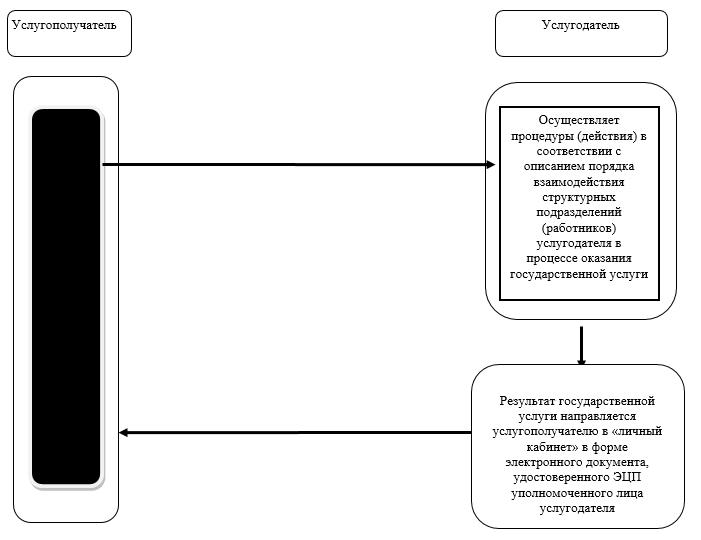 Услугополучатель
Услугодатель
Осуществляет
процедуры (действия) в
соответствии с
описанием порядка
взаимодействия
структурных
подразделений
(работников)
услугодателя в
процессе оказания
государственной услуги
Результат государственной
услуги направляется
услугополучателю в «личный
кабинет» в форме
электронного документа,
удостоверенного ЭЦП
уполномоченного лица
услугодателя